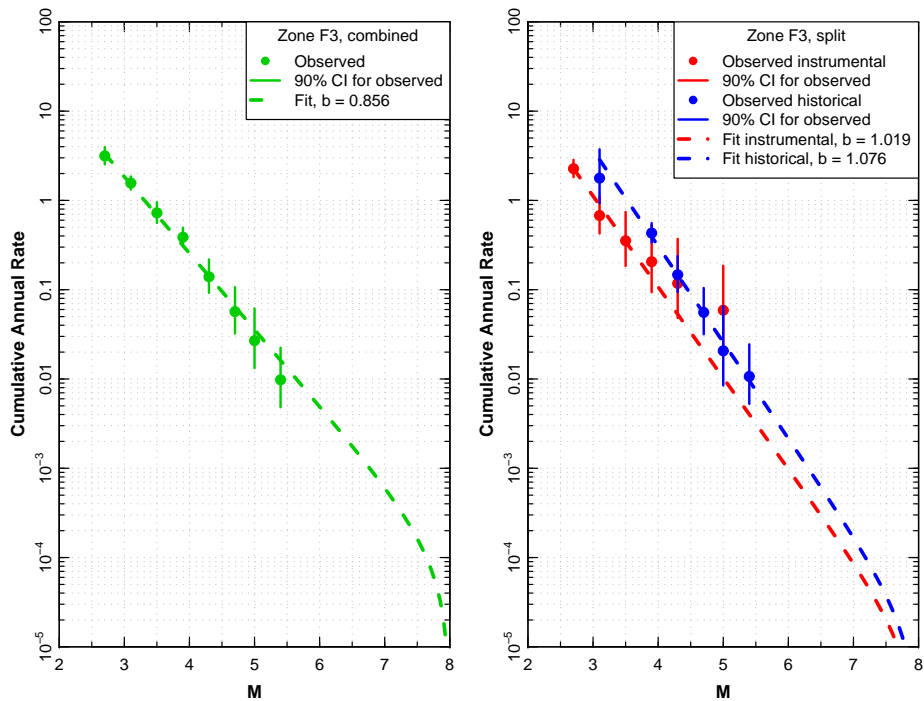 Zone F3, combined
Observed
90% CI for observed
Fit, b = 0.856
Cumulative Annual Rate
100
10
1
0.1
0.01
10⁻³
10⁻⁴
10⁻⁵
2 3 4 5 6 7 8
M
Zone F3, split
Observed instrumental
90% CI for observed
Observed historical
90% CI for observed
Fit instrumental, b = 1.019
Fit historical, b = 1.076
Cumulative Annual Rate
100
10
1
0.1
0.01
10⁻³
10⁻⁴
10⁻⁵
2 3 4 5 6 7 8
M